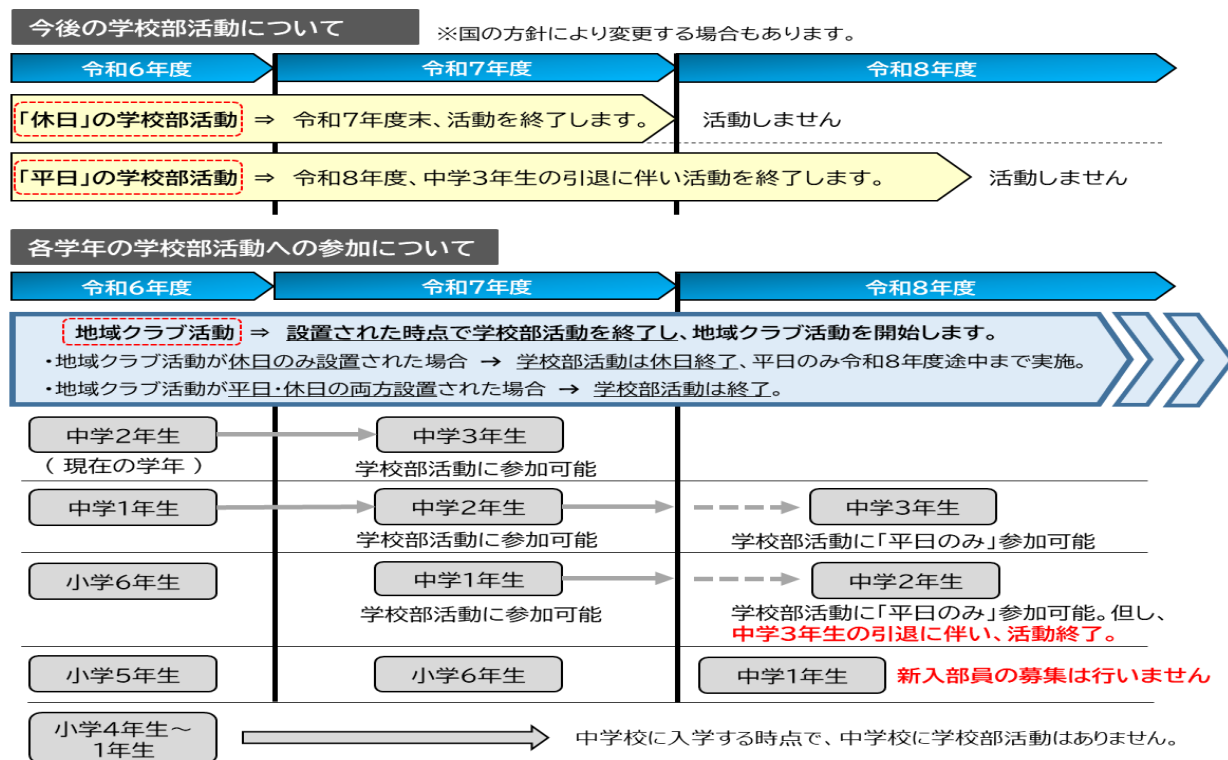 今後の学校部活動について
※国の方針により変更する場合もあります。
令和6年度 令和7年度 令和8年度
「休日」の学校部活動 ⇒ 令和7年度末、活動を終了します。 活動しません
「平日」の学校部活動 ⇒ 令和8年度、中学3年生の引退に伴い活動を終了します。 活動しません
各学年の学校部活動への参加について
令和6年度 令和7年度 令和8年度
地域クラブ活動 ⇒ 設置された時点で学校部活動を終了し、地域クラブ活動を開始します。
・地域クラブ活動が休日のみ設置された場合 → 学校部活動は休日終了、平日のみ令和8年度途中まで実施。
・地域クラブ活動が平日・休日の両方設置された場合 → 学校部活動は終了。
中学2年生 中学3年生
（ 現在の学年 ） 学校部活動に参加可能
中学1年生 中学2年生 中学3年生
学校部活動に参加可能 学校部活動に「平日のみ」参加可能
小学6年生 中学1年生 中学2年生
学校部活動に参加可能 学校部活動に「平日のみ」参加可能。但し、
中学3年生の引退に伴い、活動終了。
小学5年生 小学6年生 中学1年生 新入部員の募集は行いません
小学4年生～
1年生
中学校に入学する時点で、中学校に学校部活動はありません。